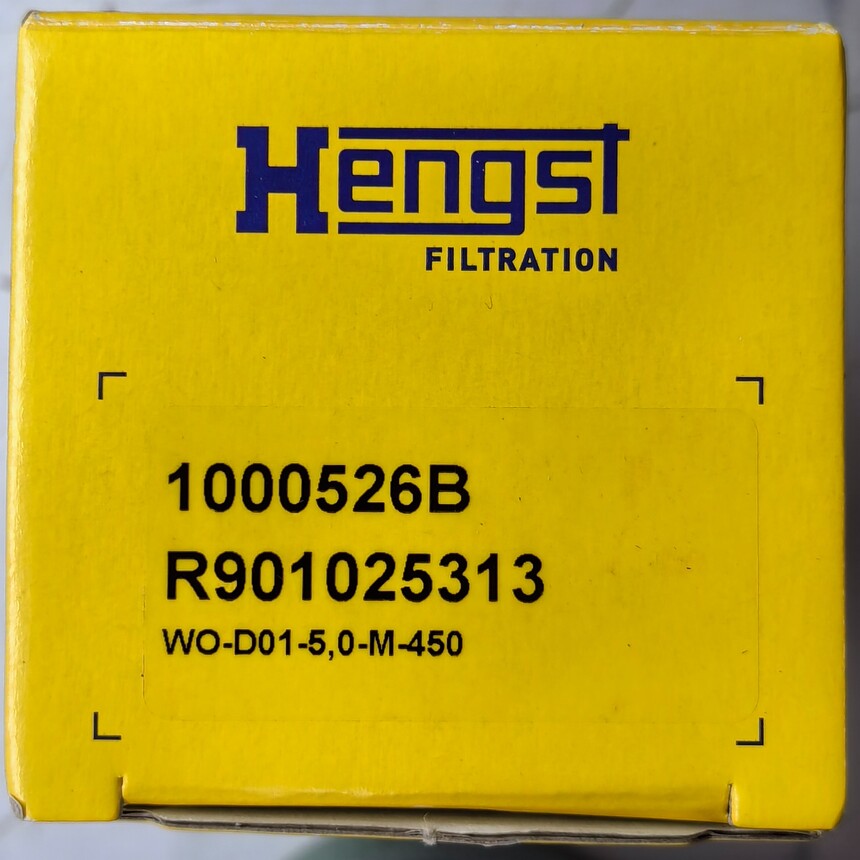 Hengst
FILTRATION
1000526B
R901025313
WO-D01-5,0-M-450